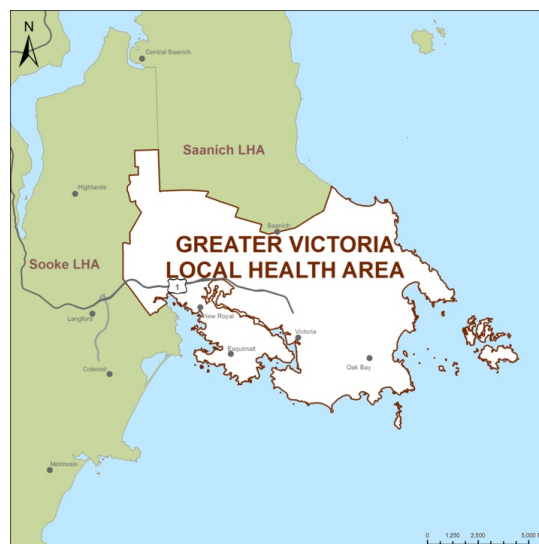 N
Central Saanich
Saanich LHA
Highlands
Saanich
GREATER VICTORIA
LOCAL HEALTH AREA
Sooke LHA
1
Langford
View Royal
Victoria
Esquimalt
Oak Bay
Colwood
Metchosin
0 1,250 2,500 5,000